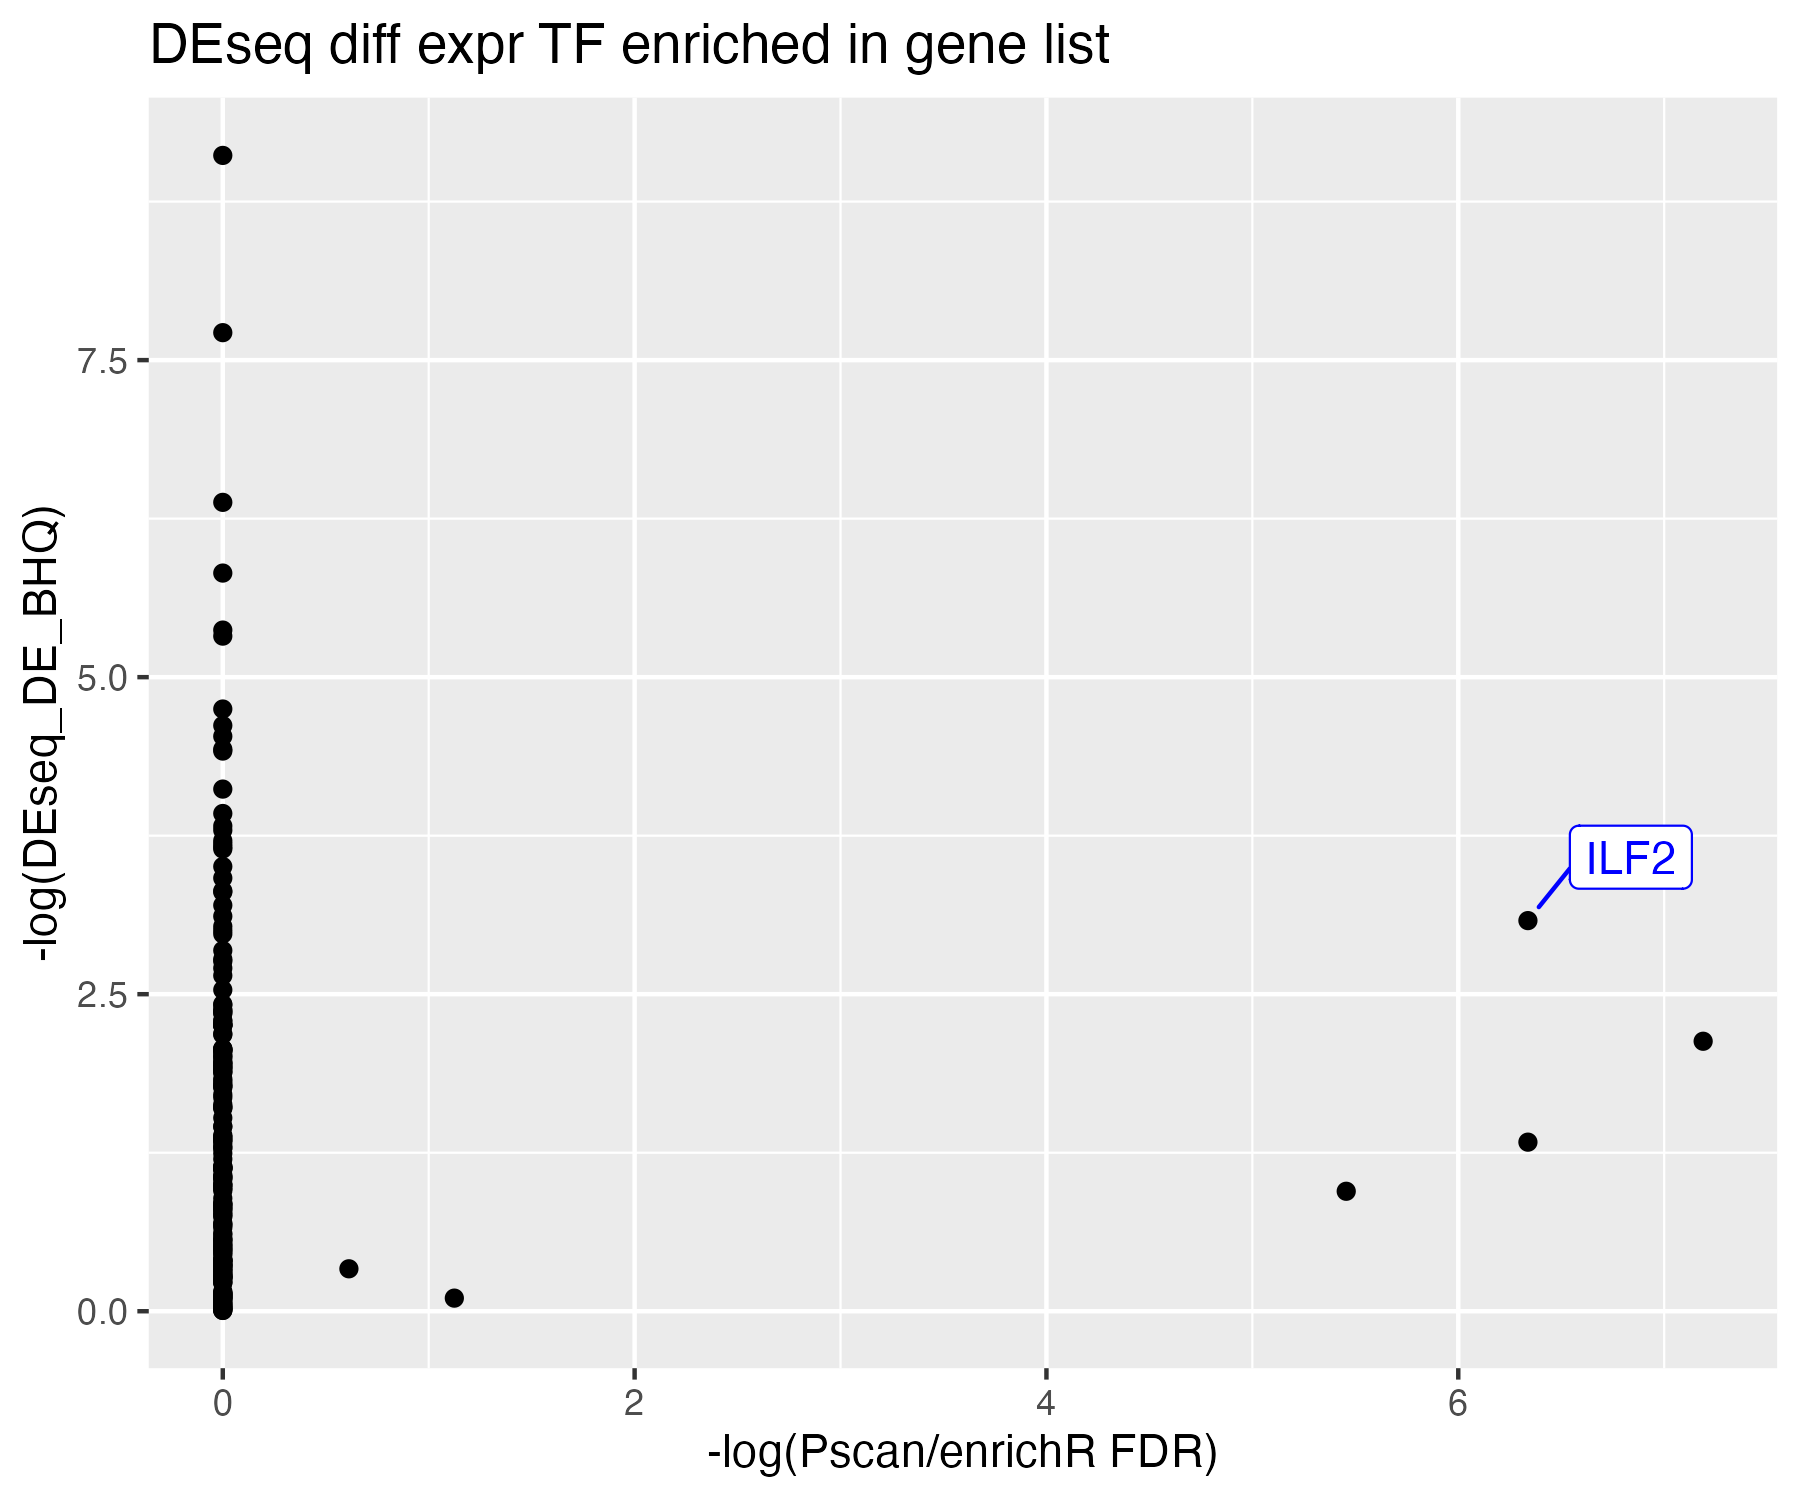 DEseq diff expr TF enriched in gene list
-log(DEseq_DE_BHQ)
7.5
5.0
2.5
0.0
ILF2
0 2 4 6
-log(Pscan/enrichR FDR)